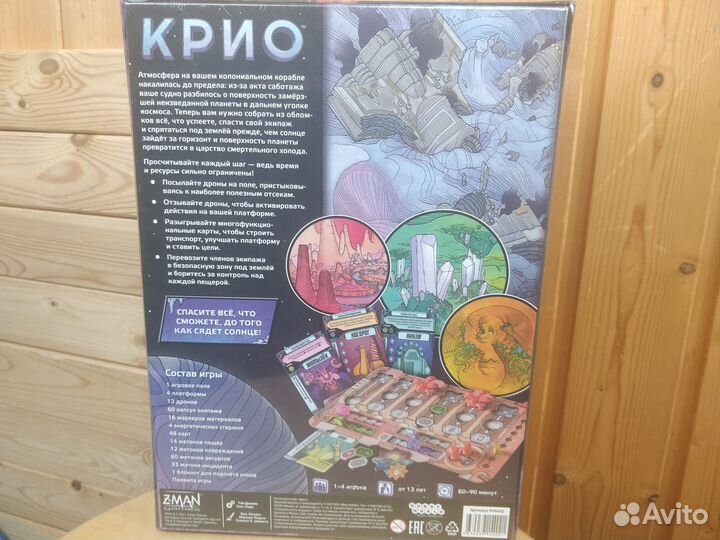 КРИО
Атмосфера на вашем колониальном корабле
накалилась до предела: из-за акта саботажа
ваше судно разбилось о поверхность замёрз-
шей неизведанной планеты в дальнем уголке
космоса. Теперь вам нужно собрать из облом-
ков всё, что успеете, спасти свой экипаж
и спрятаться под землёй прежде, чем солнце
зайдёт за горизонт и поверхность планеты
превратится в царство смертельного холода.
Просчитывайте каждый шаг — ведь время
и ресурсы сильно ограничены!
• Посылайте дроны на поле, пристыковы-
ваясь к наиболее полезным отсекам.
• Отзывайте дроны, чтобы активировать
действия на вашей платформе.
• Разыгрывайте многофункцио-
нальные карты, чтобы строить
транспорт, улучшать платформу
и ставить цели.
• Перевозите членов экипажа
в безопасную зону под землёй
и боритесь за контроль над
каждой пещерой.
СПАСИТЕ ВСЁ, ЧТО
СМОЖЕТЕ, ДО ТОГО
КАК СЯДЕТ СОЛНЦЕ!
Состав игры
1 игровое поле
4 платформы
12 дронов
60 капсул экипажа
16 маркеров материалов
4 энергетических стержня
48 карт
14 жетонов пещер
12 жетонов повреждений
60 жетонов ресурсов
33 жетона инцидента
1 блокнот для подсчёта очков
Правила игры
Z-MAN
games
1–4 игрока
от 13 лет
60–90 минут
EAC
Avito